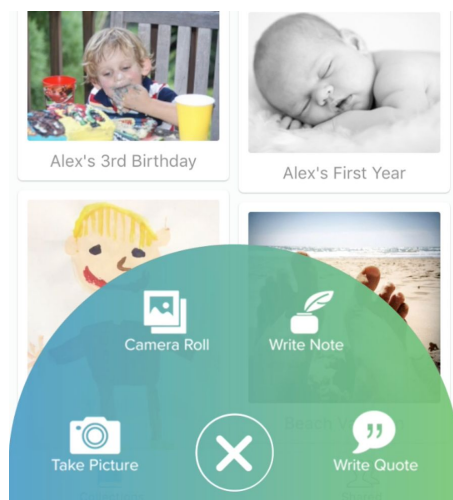 Alex's 3rd Birthday
Alex's First Year
Camera Roll
Write Note
Take Picture
Write Quote